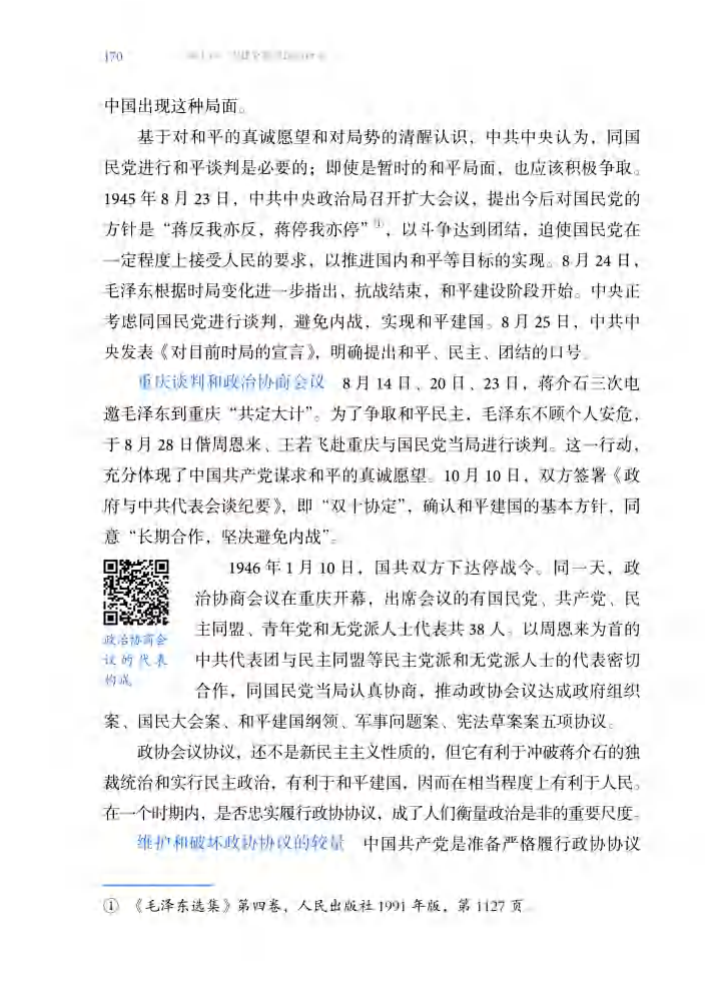 170
中国出现这种局面。
基于对和平的真诚愿望和对局势的清醒认识，中共中央认为，同国
民党进行和平谈判是必要的；即使是暂时的和平局面，也应该积极争取。
1945 年 8 月 23 日，中共中央政治局召开扩大会议，提出今后对国民党的
方针是“蒋反我亦反，蒋停我亦停”①，以斗争达到团结，迫使国民党在
一定程度上接受人民的要求，以推进国内和平等目标的实现。8 月 24 日，
毛泽东根据时局变化进一步指出，抗战结束，和平建设阶段开始。中央正
考虑同国民党进行谈判，避免内战，实现和平建国。8 月 25 日，中共中
央发表《对目前时局的宣言》，明确提出和平、民主、团结的口号。
重庆谈判和政治协商会议 8 月 14 日、20 日、23 日，蒋介石三次电
邀毛泽东到重庆“共定大计”。为了争取和平民主，毛泽东不顾个人安危，
于 8 月 28 日偕周恩来、王若飞赴重庆与国民党当局进行谈判。这一行动，
充分体现了中国共产党谋求和平的真诚愿望。10 月 10 日，双方签署《政
府与中共代表会谈纪要》，即“双十协定”，确认和平建国的基本方针，同
意“长期合作，坚决避免内战”。
1946 年 1 月 10 日，国共双方下达停战令。同一天，政
治协商会议在重庆开幕，出席会议的有国民党、共产党、民
主同盟、青年党和无党派人士代表共 38 人。以周恩来为首的
中共代表团与民主同盟等民主党派和无党派人士的代表密切
合作，同国民党当局认真协商，推动政协会议达成政府组织
案、国民大会案、和平建国纲领、军事问题案、宪法草案案五项协议。
政治协商会
议的代表
构成
政协会议协议，还不是新民主主义性质的，但它有利于冲破蒋介石的独
裁统治和实行民主政治，有利于和平建国，因而在相当程度上有利于人民。
在一个时期内，是否忠实履行政协协议，成了人们衡量政治是非的重要尺度。
维护和破坏政协协议的较量 中国共产党是准备严格履行政协协议
① 《毛泽东选集》第四卷，人民出版社 1991 年版，第 1127 页。